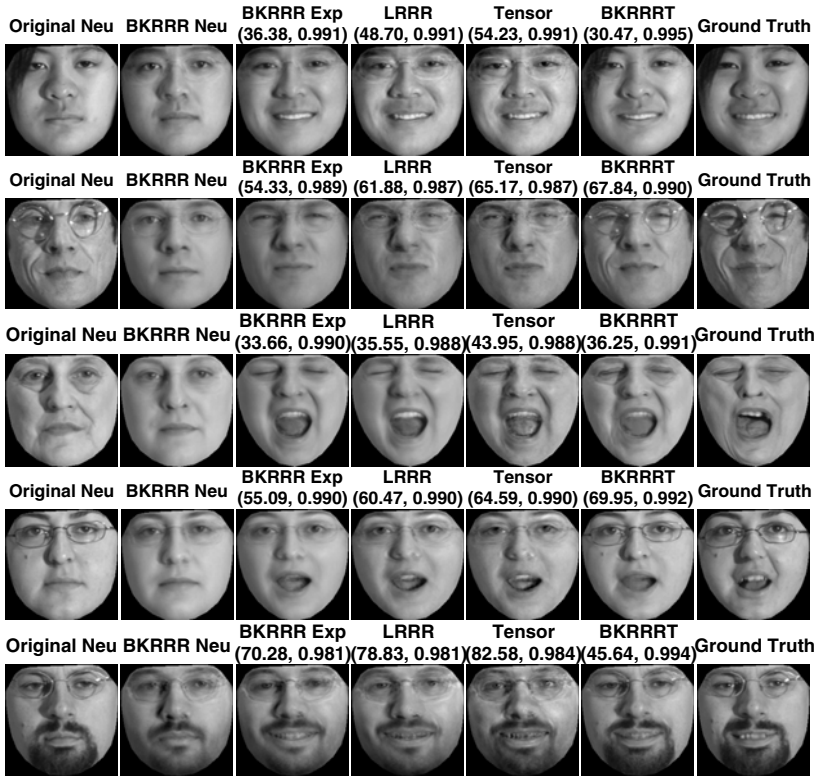 Original Neu BKRRR Neu BKRRR Exp LRRR Tensor BKRRRT Ground Truth
(36.38, 0.991) (48.70, 0.991) (54.23, 0.991) (30.47, 0.995)
Original Neu BKRRR Neu BKRRR Exp LRRR Tensor BKRRRT Ground Truth
(54.33, 0.989) (61.88, 0.987) (65.17, 0.987) (67.84, 0.990)
Original Neu BKRRR Neu BKRRR Exp LRRR Tensor BKRRRT Ground Truth
(33.66, 0.990) (35.55, 0.988) (43.95, 0.988) (36.25, 0.991)
Original Neu BKRRR Neu BKRRR Exp LRRR Tensor BKRRRT Ground Truth
(55.09, 0.990) (60.47, 0.990) (64.59, 0.990) (69.95, 0.992)
Original Neu BKRRR Neu BKRRR Exp LRRR Tensor BKRRRT Ground Truth
(70.28, 0.981) (78.83, 0.981) (82.58, 0.984) (45.64, 0.994)